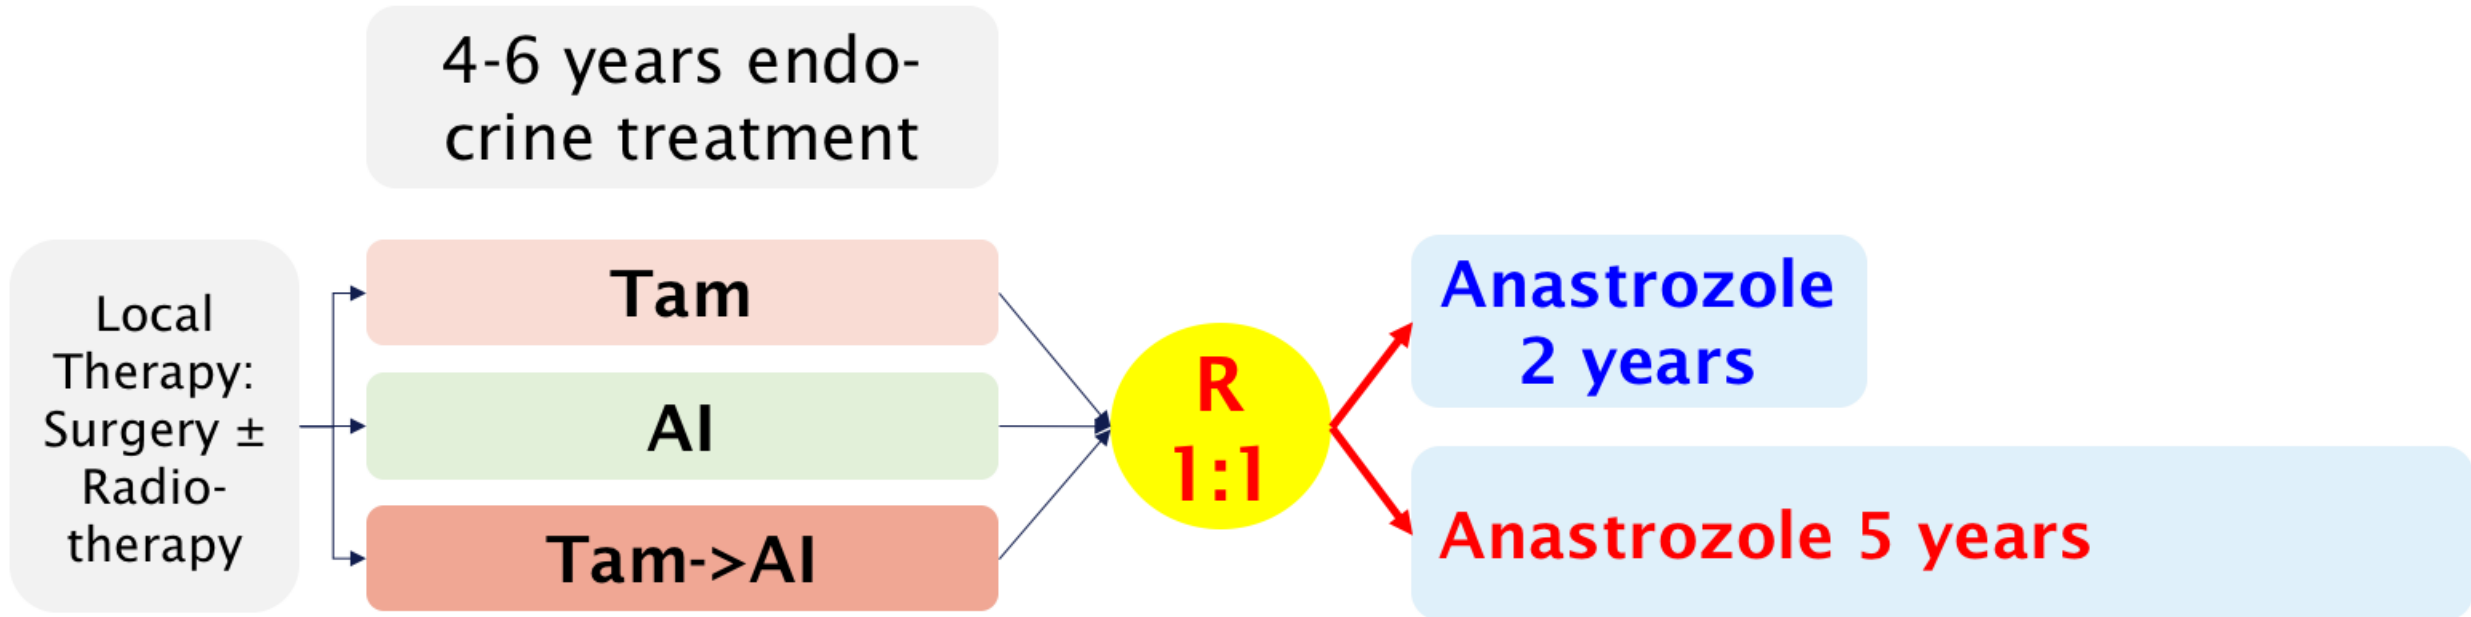 4-6 years endo-
crine treatment
Local
Therapy:
Surgery ±
Radio-
therapy
Tam
AI
Tam->AI
R
1:1
Anastrozole
2 years
Anastrozole 5 years